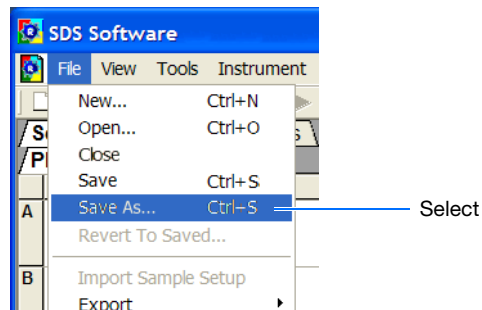 SDS Software
File View Tools Instrument
New... Ctrl+N
Open... Ctrl+O
Close
Save Ctrl+S
Save As... Ctrl–S Select
Revert To Saved...
A
B Import Sample Setup
Export